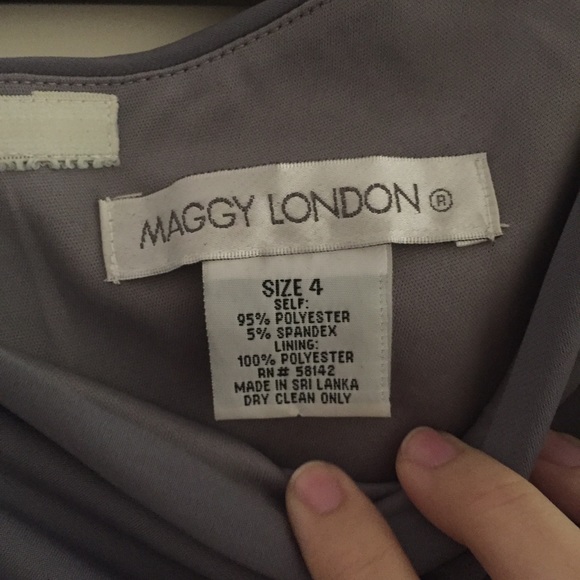 MAGGY LONDON ®
SIZE 4
SELF:
95% POLYESTER
5% SPANDEX
LINING:
100% POLYESTER
RN# 58142
MADE IN SRI LANKA
DRY CLEAN ONLY